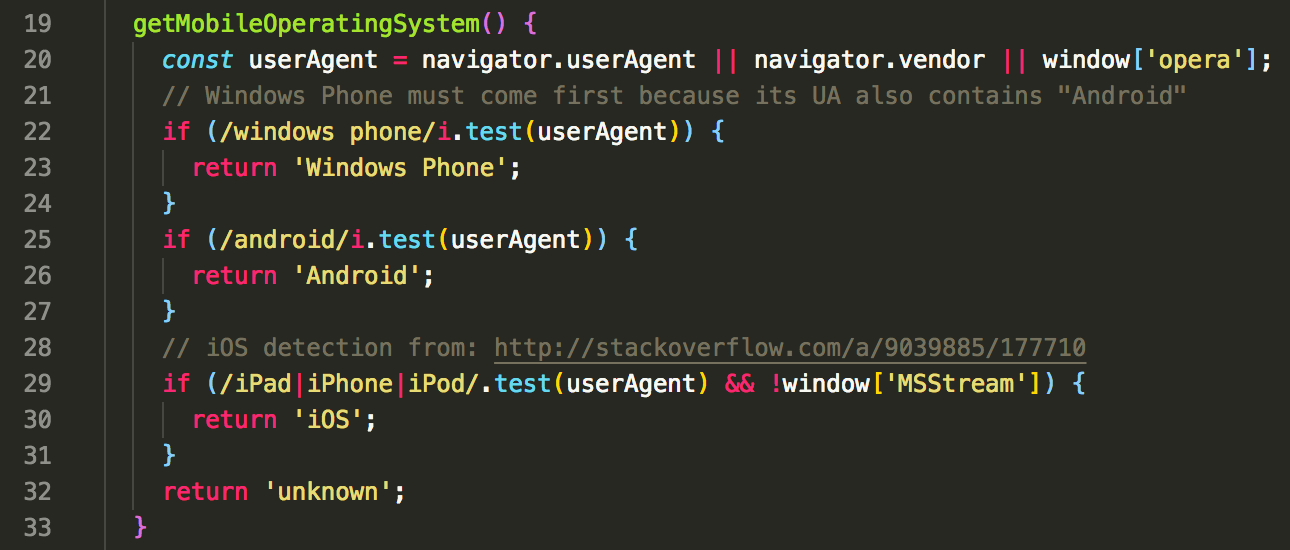 19 getMobileOperatingSystem() {
20 const userAgent = navigator.userAgent || navigator.vendor || window['opera'];
21 // Windows Phone must come first because its UA also contains "Android"
22 if (/windows phone/i.test(userAgent)) {
23 return 'Windows Phone';
24 }
25 if (/android/i.test(userAgent)) {
26 return 'Android';
27 }
28 // iOS detection from: http://stackoverflow.com/a/9039885/177710
29 if (/iPad|iPhone|iPod/.test(userAgent) && !window['MSStream']) {
30 return 'iOS';
31 }
32 return 'unknown';
33 }